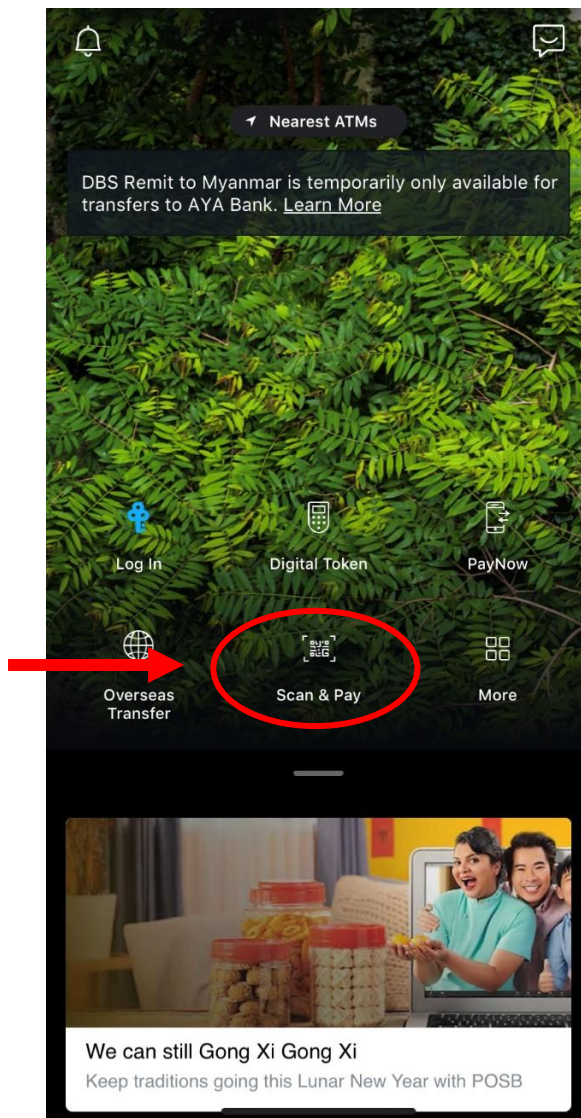 Nearest ATMs
DBS Remit to Myanmar is temporarily only available for
transfers to AYA Bank. Learn More
Log In
Digital Token
PayNow
Overseas
Transfer
Scan & Pay
More
We can still Gong Xi Gong Xi
Keep traditions going this Lunar New Year with POSB